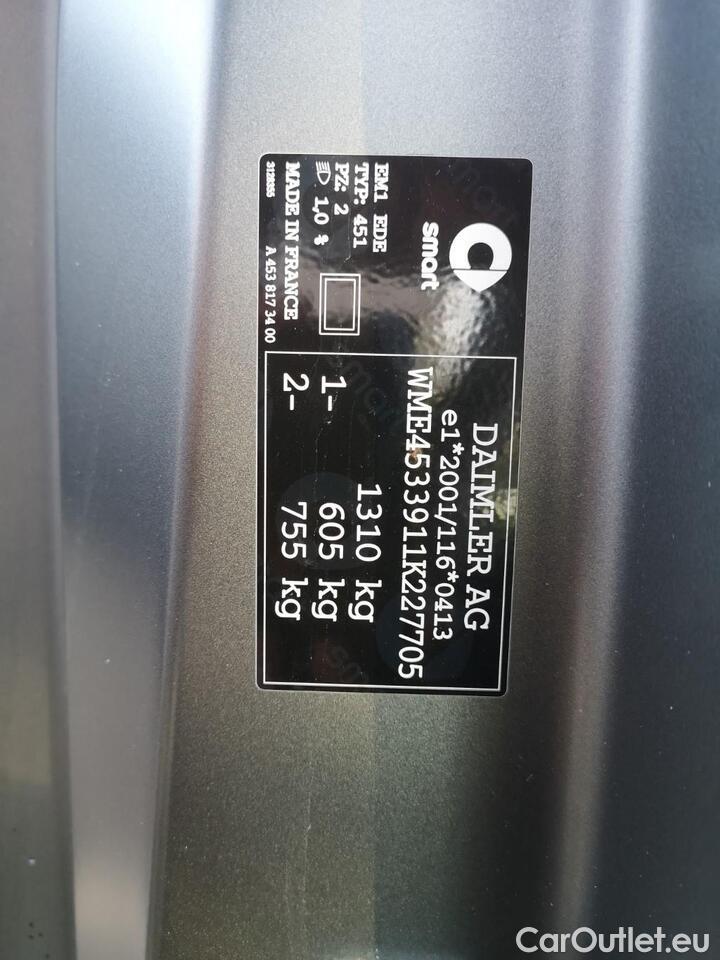 smart
EM1 EDE
TYP: 451
PZ: 2
1,0 %
MADE IN FRANCE
3128355 A 453 817 34 00
DAIMLER AG
e1*2001/116*0413
WME4533911K227705
1310 kg
1- 605 kg
2- 755 kg
CarOutlet.eu